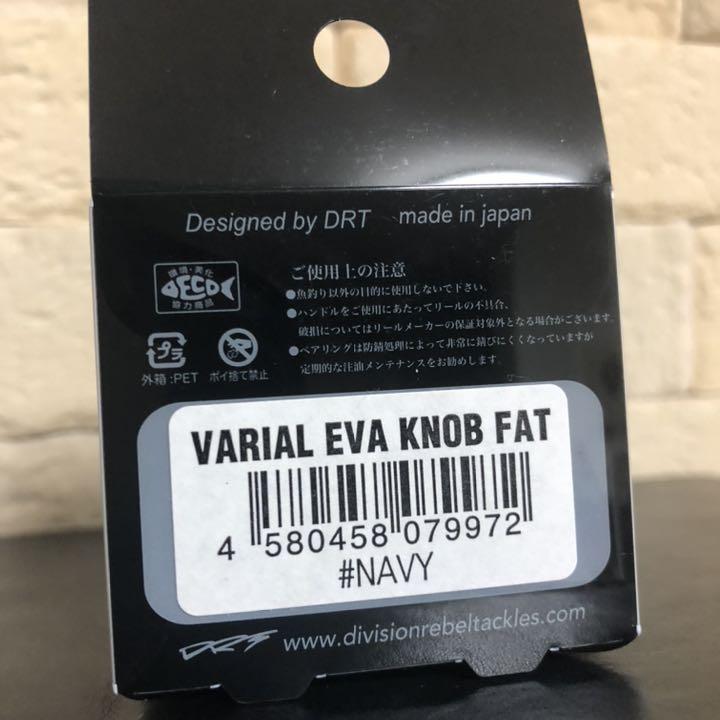 Designed by DRT made in japan
環境・美化
DECO
協力商品
ご使用上の注意
●魚釣り以外の目的に使用しないで下さい。
●ハンドルをご使用にあたってリールの不具合、
破損についてはリールメーカーの保証対象外となる場合がございます。
●ベアリングは防錆処理によって非常に錆びにくくなっていますが
定期的な注油メンテナンスをお勧めします。
プラ
外箱:PET ポイ捨て禁止
VARIAL EVA KNOB FAT
4 580458 079972
#NAVY
DRT www.divisionrebeltackles.com